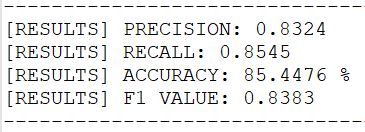 [RESULTS] PRECISION: 0.8324
[RESULTS] RECALL: 0.8545
[RESULTS] ACCURACY: 85.4476 %
[RESULTS] F1 VALUE: 0.8383